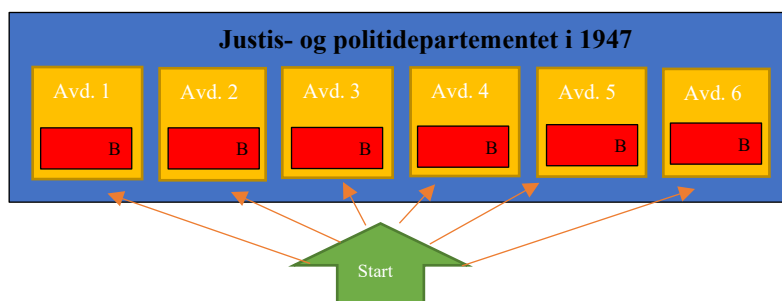 Justis- og politidepartementet i 1947
Avd. 1 Avd. 2 Avd. 3 Avd. 4 Avd. 5 Avd. 6
B B B B B B
Start